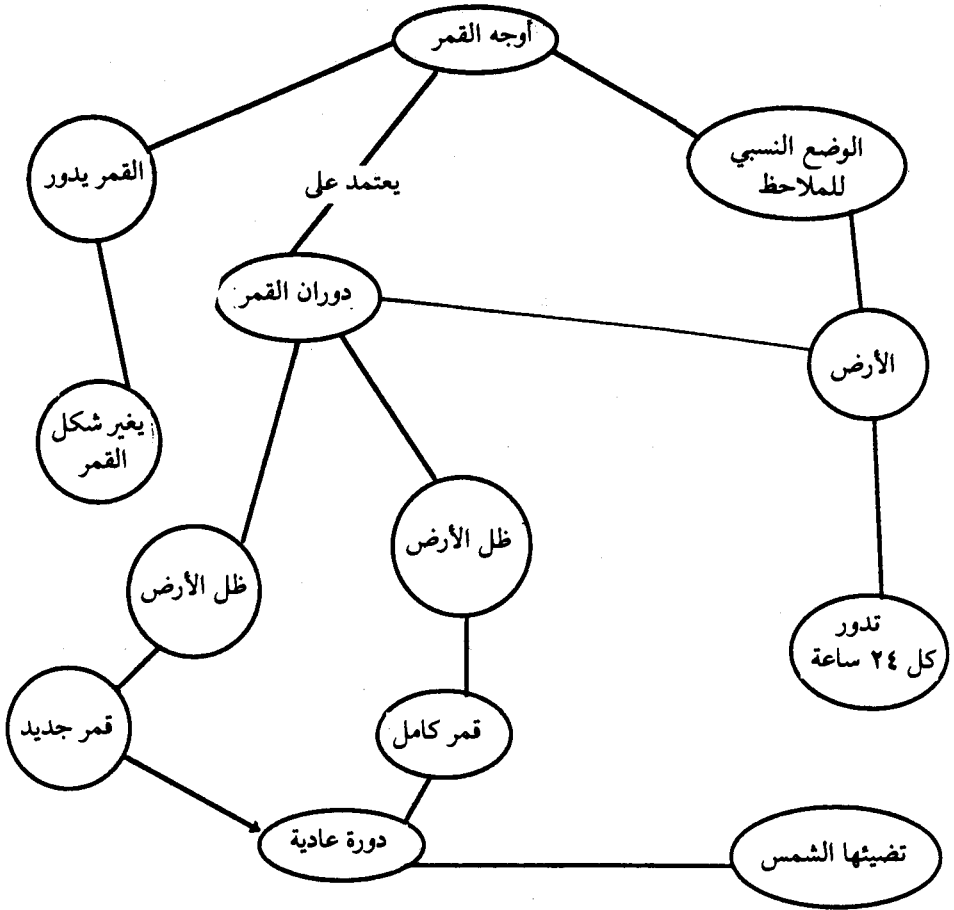 أوجه القمر
الوضع النسبي
للملاحظ
القمر يدور
يعتمد على
دوران القمر
الأرض
يغير شكل
القمر
ظل الأرض
ظل الأرض
تدور
كل ٢٤ ساعة
قمر كامل
قمر جديد
دورة عادية
تضيئها الشمس